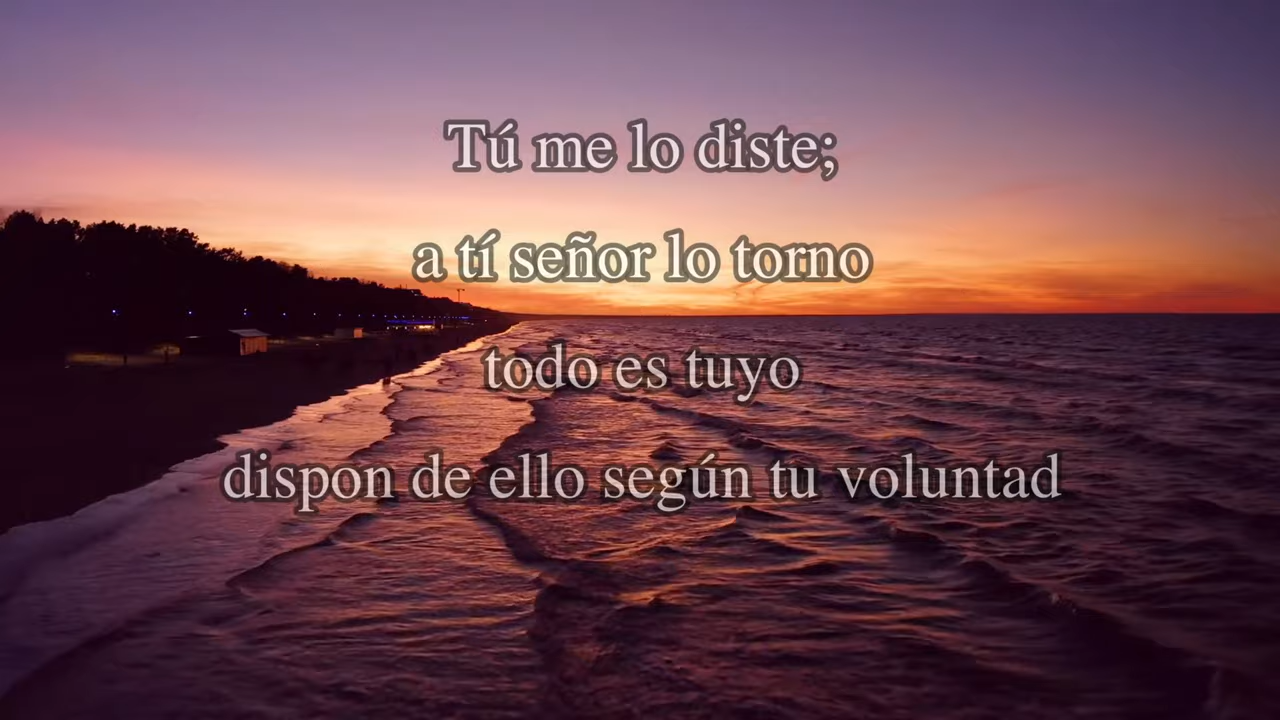 Tú me lo diste;
a tí señor lo torno
todo es tuyo
dispon de ello según tu voluntad